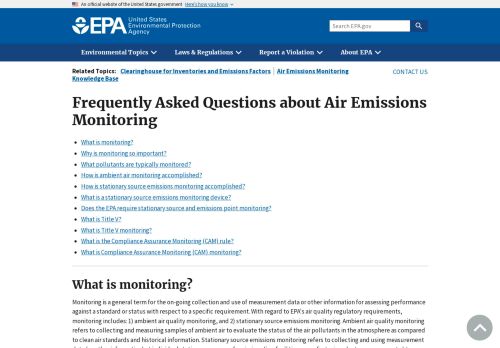 An official website of the United States government Here's how you know
EPA United States
Environmental Protection
Agency
Search EPA.gov
Environmental Topics Laws & Regulations Report a Violation About EPA
Related Topics: Clearinghouse for Inventories and Emissions Factors | Air Emissions Monitoring
Knowledge Base
CONTACT US
Frequently Asked Questions about Air Emissions
Monitoring
What is monitoring?
Why is monitoring so important?
What pollutants are typically monitored?
How is ambient air monitoring accomplished?
How is stationary source emissions monitoring accomplished?
What is a stationary source emissions monitoring device?
Does the EPA require stationary source and emissions point monitoring?
What is Title V?
What is Title V monitoring?
What is the Compliance Assurance Monitoring (CAM) rule?
What is Compliance Assurance Monitoring (CAM) monitoring?
What is monitoring?
Monitoring is a general term for the on-going collection and use of measurement data or other information for assessing performance
against a standard or status with respect to a specific requirement. With regard to EPA's air quality regulatory requirements,
monitoring includes: 1) ambient air quality monitoring, and 2) stationary source emissions monitoring. Ambient air quality monitoring
refers to collecting and measuring samples of ambient air to evaluate the status of the air pollutants in the atmosphere as compared
to clean air standards and historical information. Stationary source emissions monitoring refers to collecting and using measurement